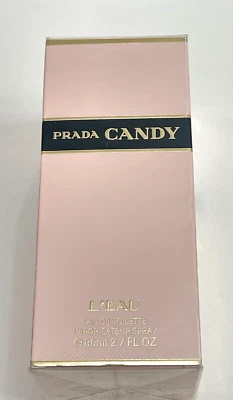 PRADA CANDY
L'EAU
EAU DE TOILETTE
VAPORISATEUR SPRAY
80ml 2.7 FL OZ